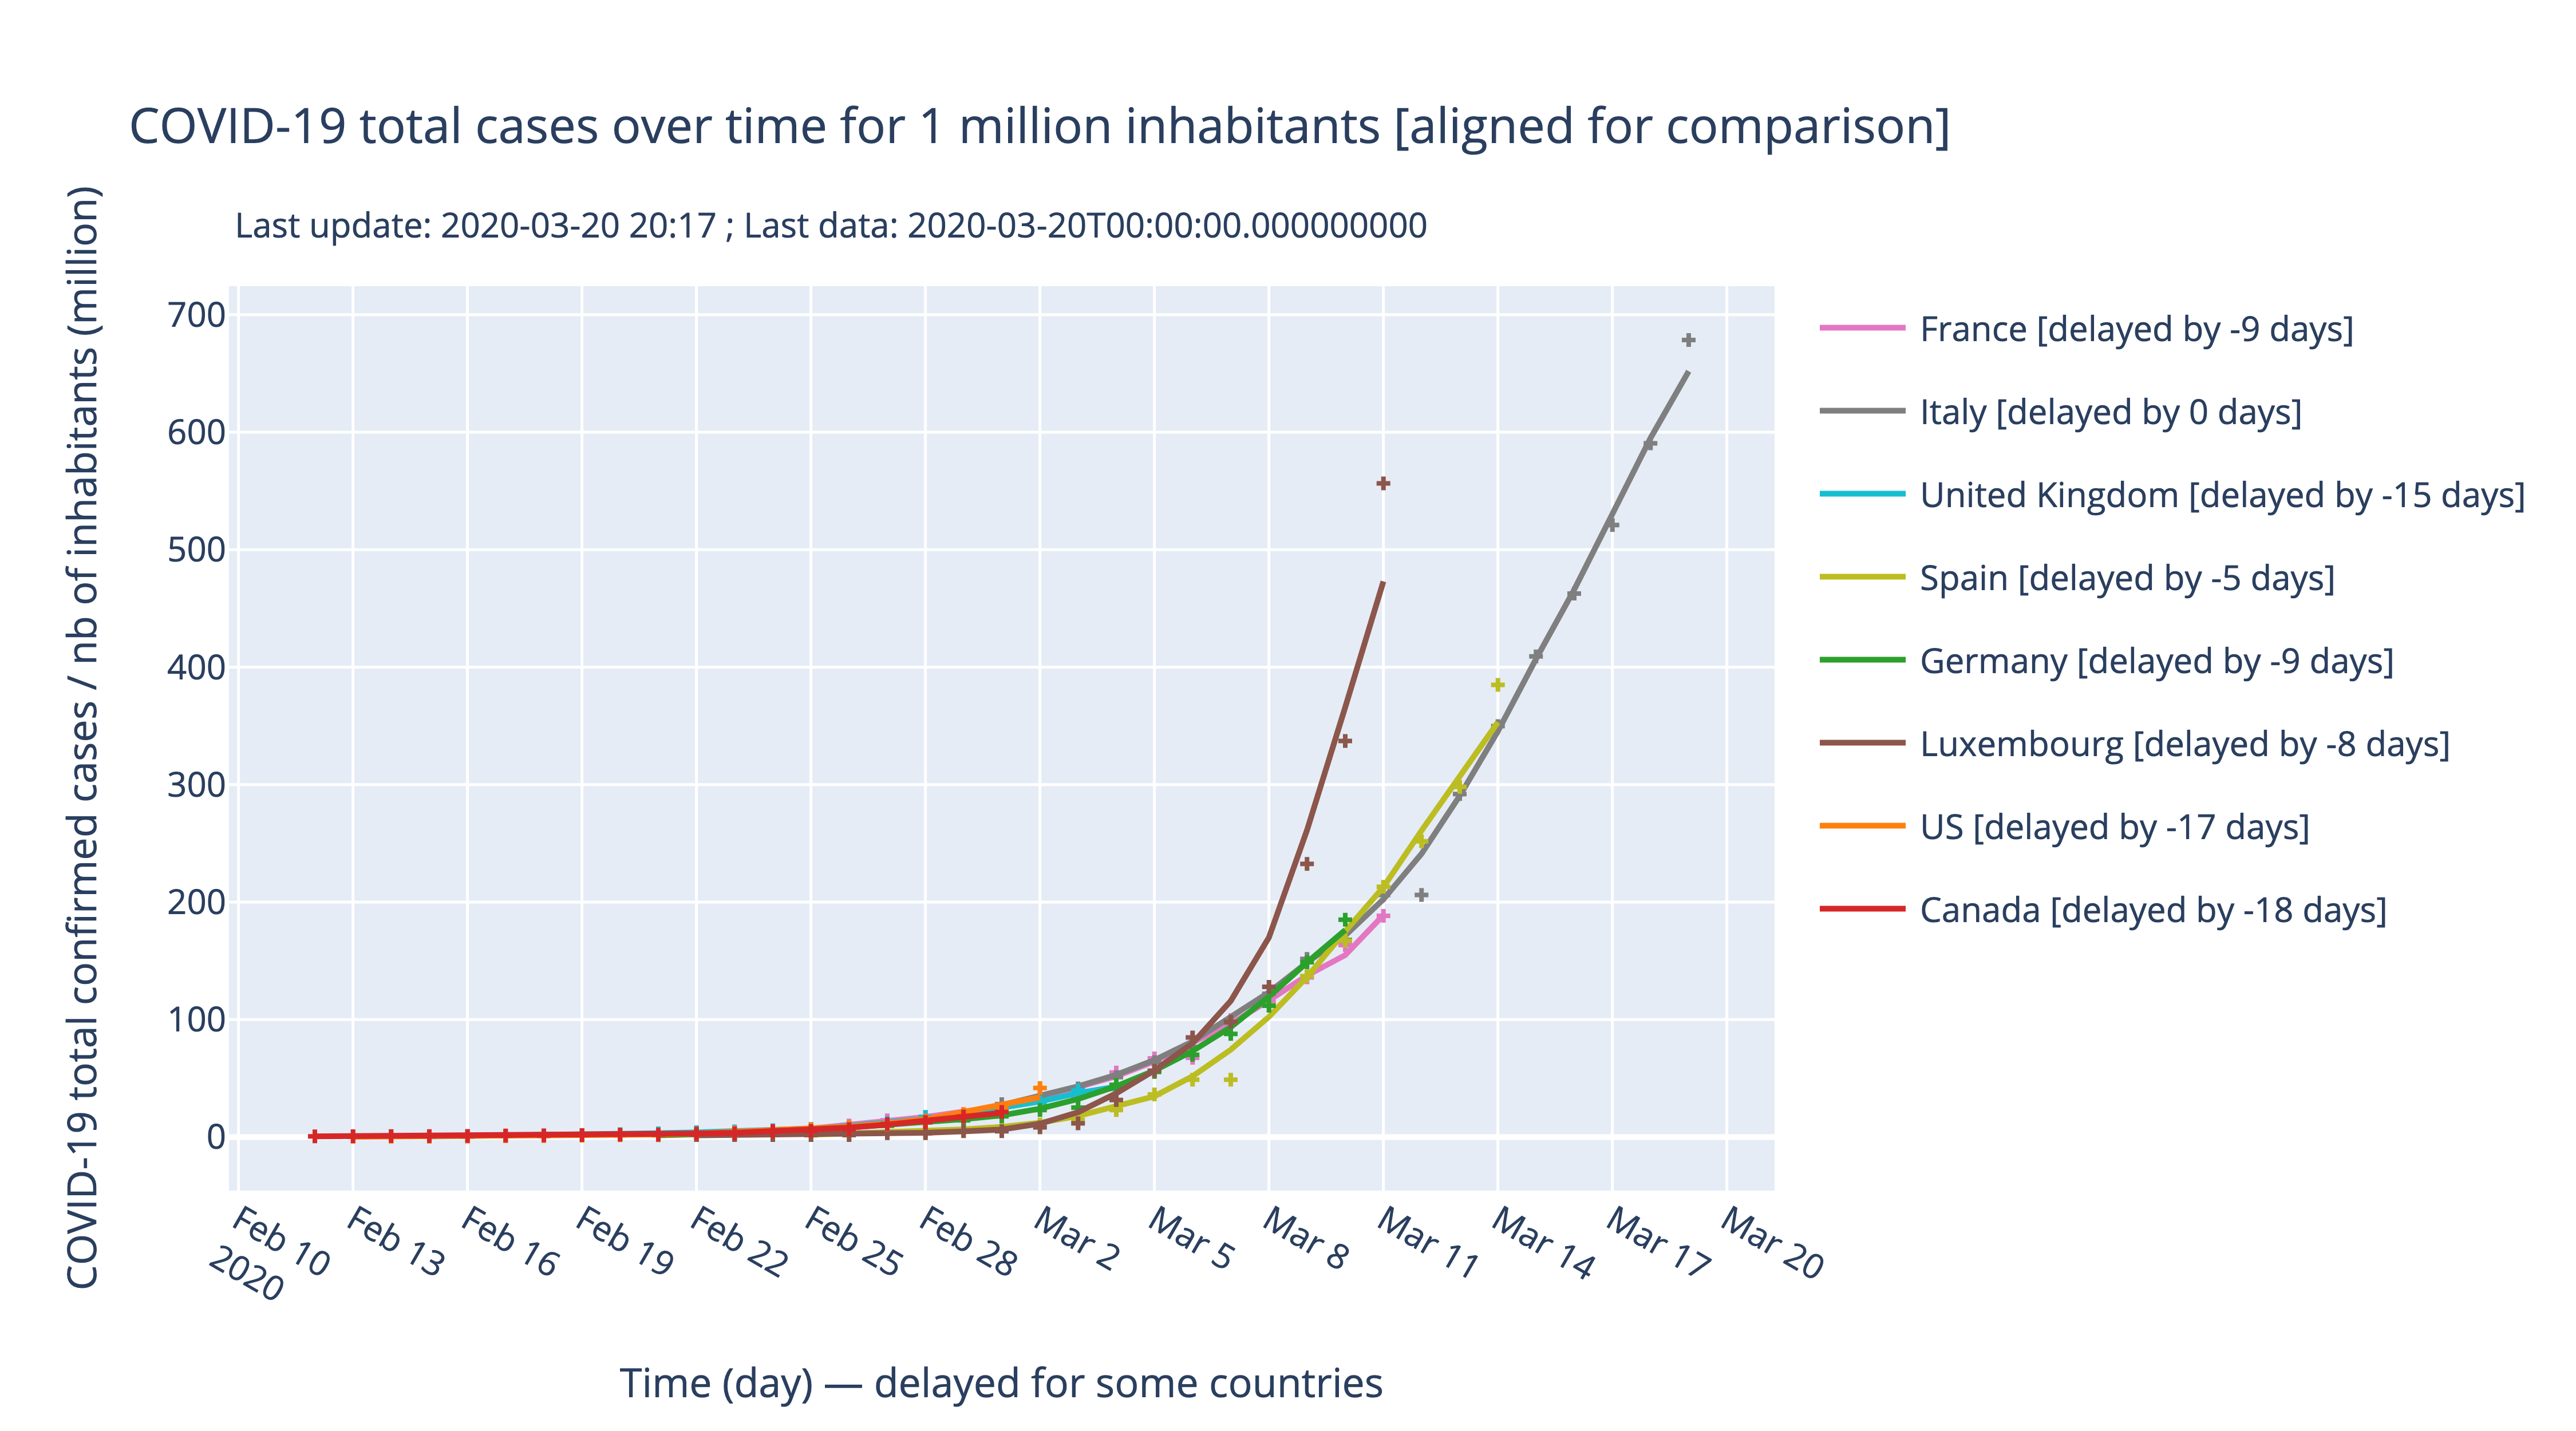 COVID-19 total cases over time for 1 million inhabitants [aligned for comparison]
Last update: 2020-03-20 20:17 ; Last data: 2020-03-20T00:00:00.000000000
COVID-19 total confirmed cases / nb of inhabitants (million)
700
600
500
400
300
200
100
0
Feb 10
2020
Feb 13
Feb 16
Feb 19
Feb 22
Feb 25
Feb 28
Mar 2
Mar 5
Mar 8
Mar 11
Mar 14
Mar 17
Mar 20
Time (day) — delayed for some countries
France [delayed by -9 days]
Italy [delayed by 0 days]
United Kingdom [delayed by -15 days]
Spain [delayed by -5 days]
Germany [delayed by -9 days]
Luxembourg [delayed by -8 days]
US [delayed by -17 days]
Canada [delayed by -18 days]